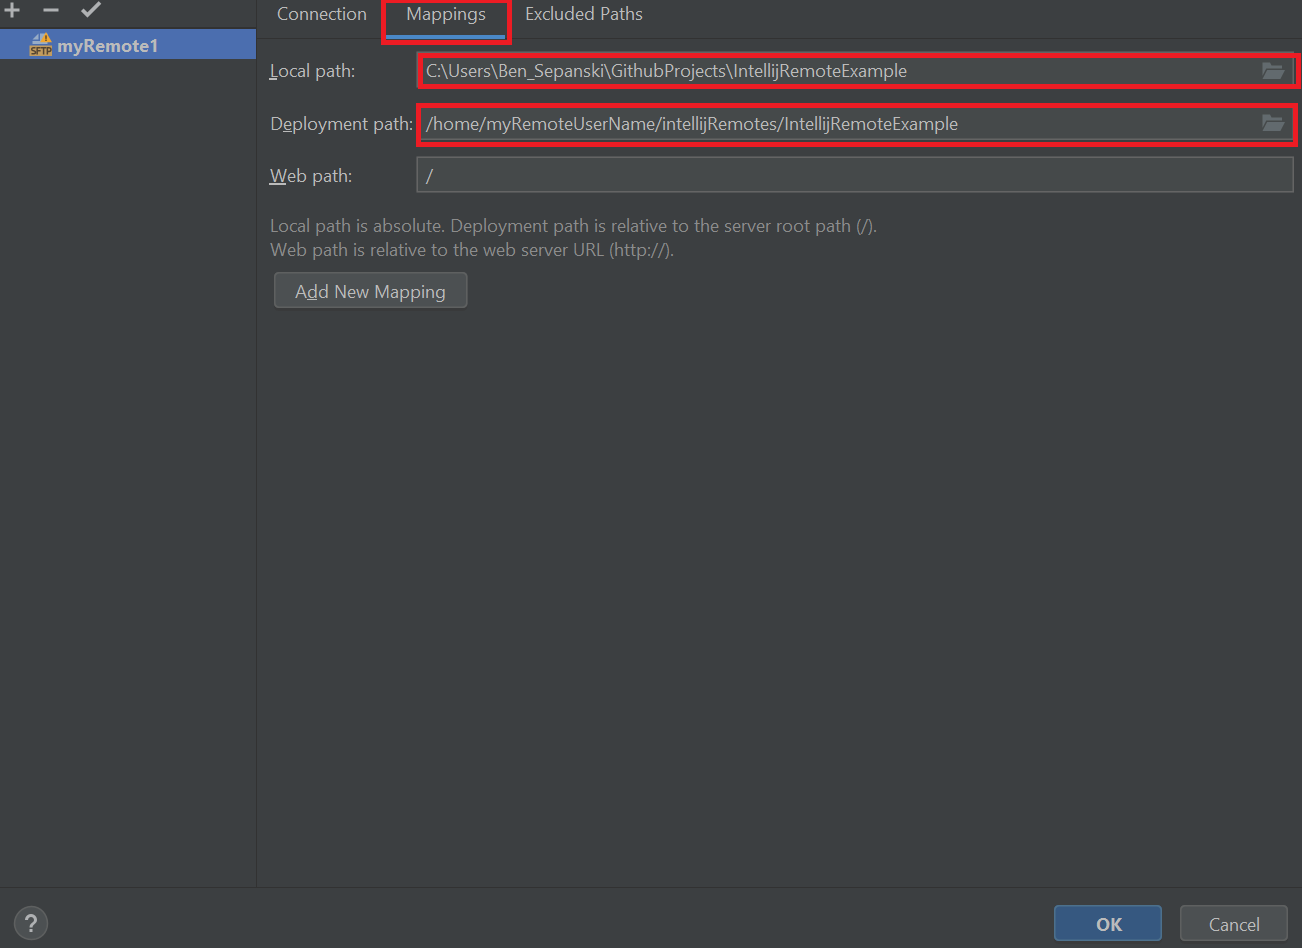 Connection Mappings Excluded Paths
SFTP myRemote1
Local path: C:\Users\Ben_Sepanski\GithubProjects\IntellijRemoteExample
Deployment path: /home/myRemoteUserName/intellijRemotes/IntellijRemoteExample
Web path: /
Local path is absolute. Deployment path is relative to the server root path (/).
Web path is relative to the web server URL (http://).
Add New Mapping
? OK Cancel